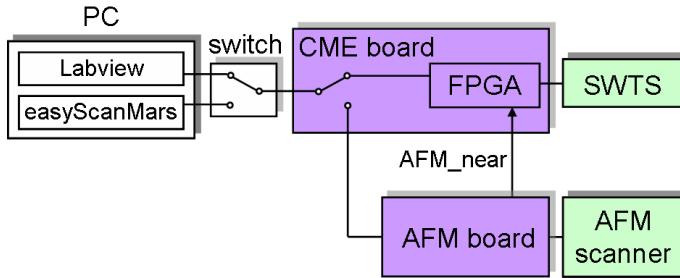 PC
switch
CME board
Labview
easyScanMars
FPGA
SWTS
AFM_near
AFM board
AFM
scanner